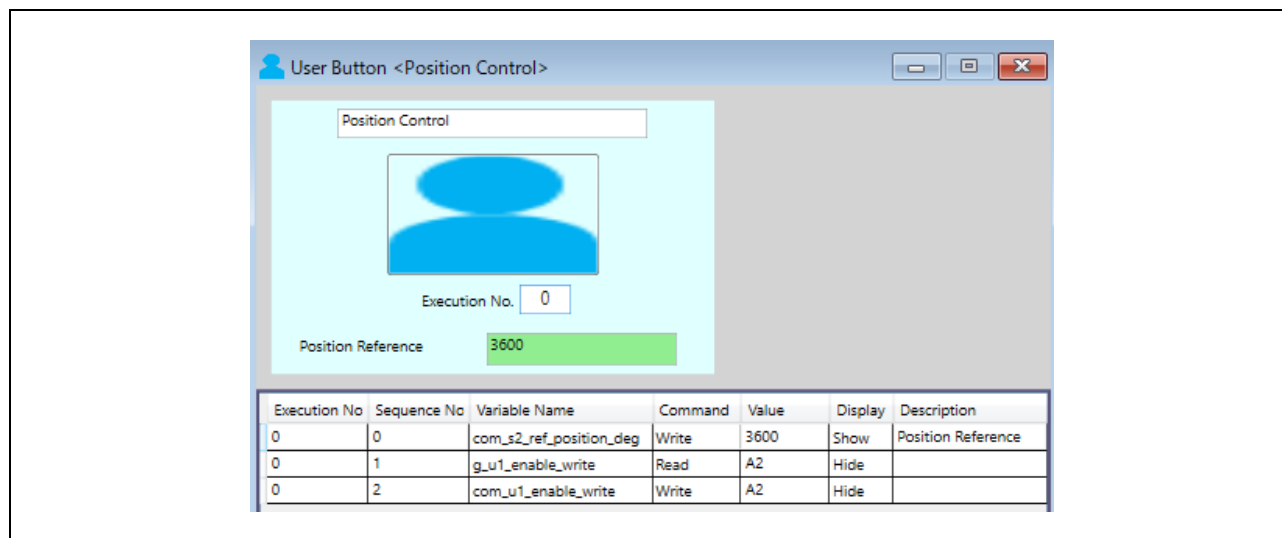 User Button <Position Control>
Position Control
Execution No. 0
Position Reference 3600
Execution No Sequence No Variable Name Command Value Display Description
0 0 com_s2_ref_position_deg Write 3600 Show Position Reference
0 1 g_u1_enable_write Read A2 Hide
0 2 com_u1_enable_write Write A2 Hide